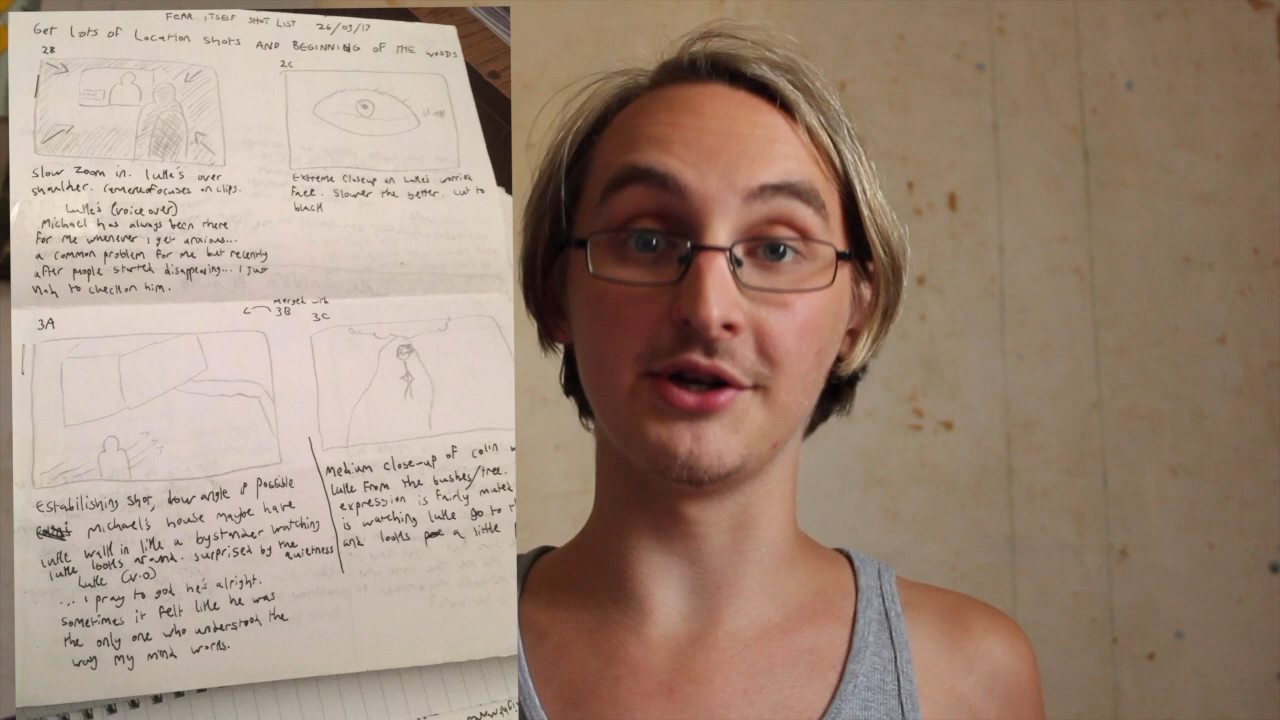 FEAR ITSELF SHOT LIST 26/03/17
Get lots of Location shots AND BEGINNING OF THE woods
2B
2C
Slow Zoom in. Luke's over
shoulder. Camera focuses on clips.
Luke's (voice over)
Michael has always been there
for me whenever I get anxious...
a common problem for me but recently
after people started disappearing... I just
to check on him.
Extreme Closeup on Luke's worried
face. Slower the better. Cut to
black
merged with
3A
C 3B
3C
Establishing shot, low angle if possible
Michael's house maybe have
Luke walk in like a bystander watching
Luke looks around. surprised by the quietness
Luke (V.O)
... I pray to god he's alright.
Sometimes it felt like he was
the only one who understood the
way my mind works.
Medium close-up of colin
Luke from the bushes/tree.
expression is fairly muted
is watching Luke go to
and looks a little